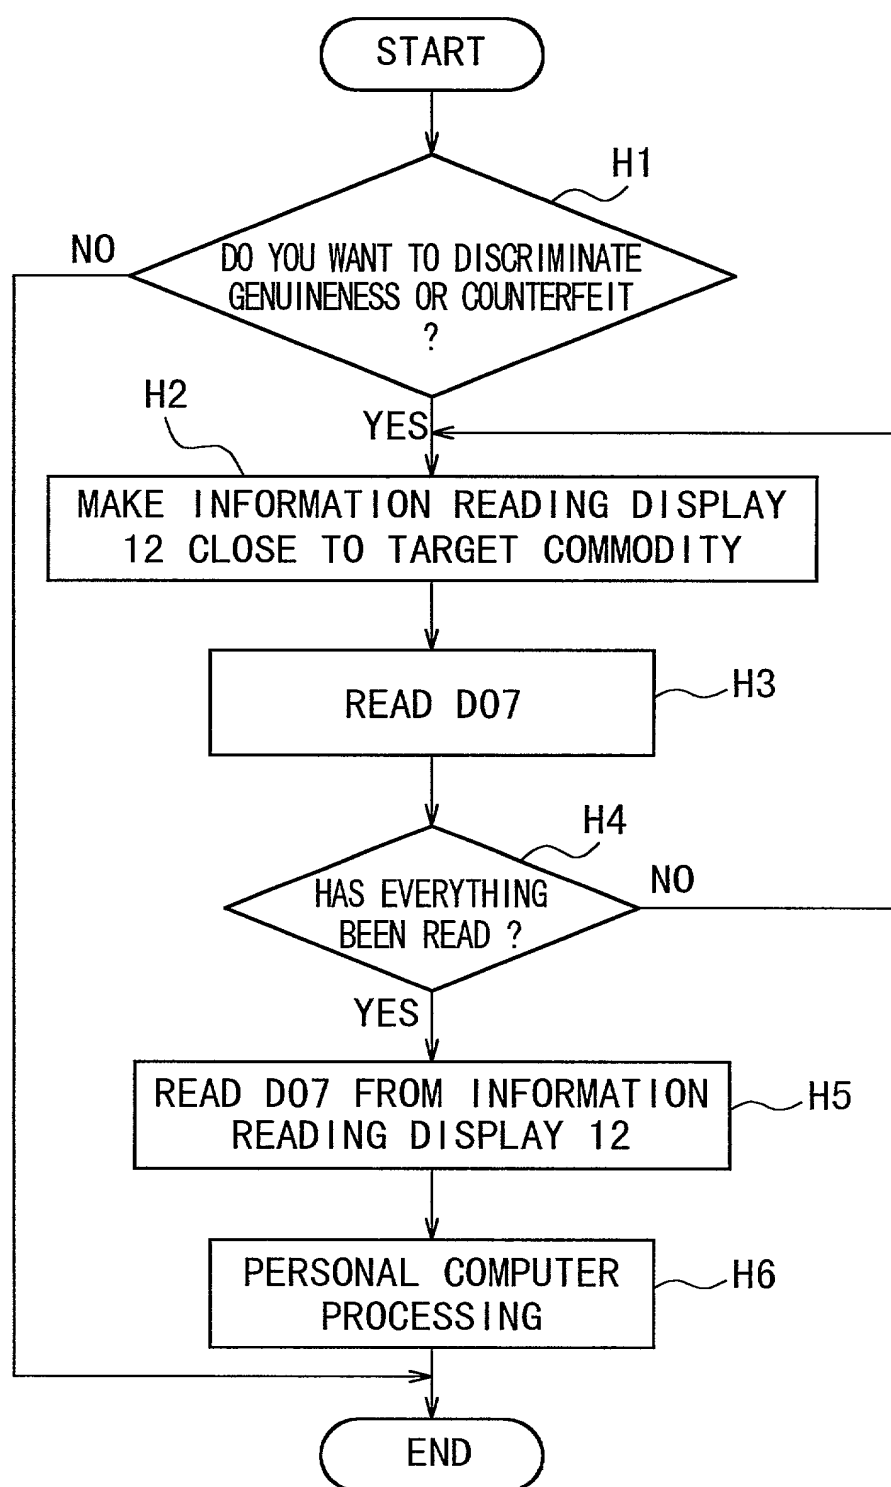 START
H1
NO
DO YOU WANT TO DISCRIMINATE
GENUINENESS OR COUNTERFEIT
?
H2
YES
MAKE INFORMATION READING DISPLAY
12 CLOSE TO TARGET COMMODITY
READ D07
H3
H4
HAS EVERYTHING
BEEN READ ?
NO
YES
READ D07 FROM INFORMATION
READING DISPLAY 12
H5
PERSONAL COMPUTER
PROCESSING
H6
END